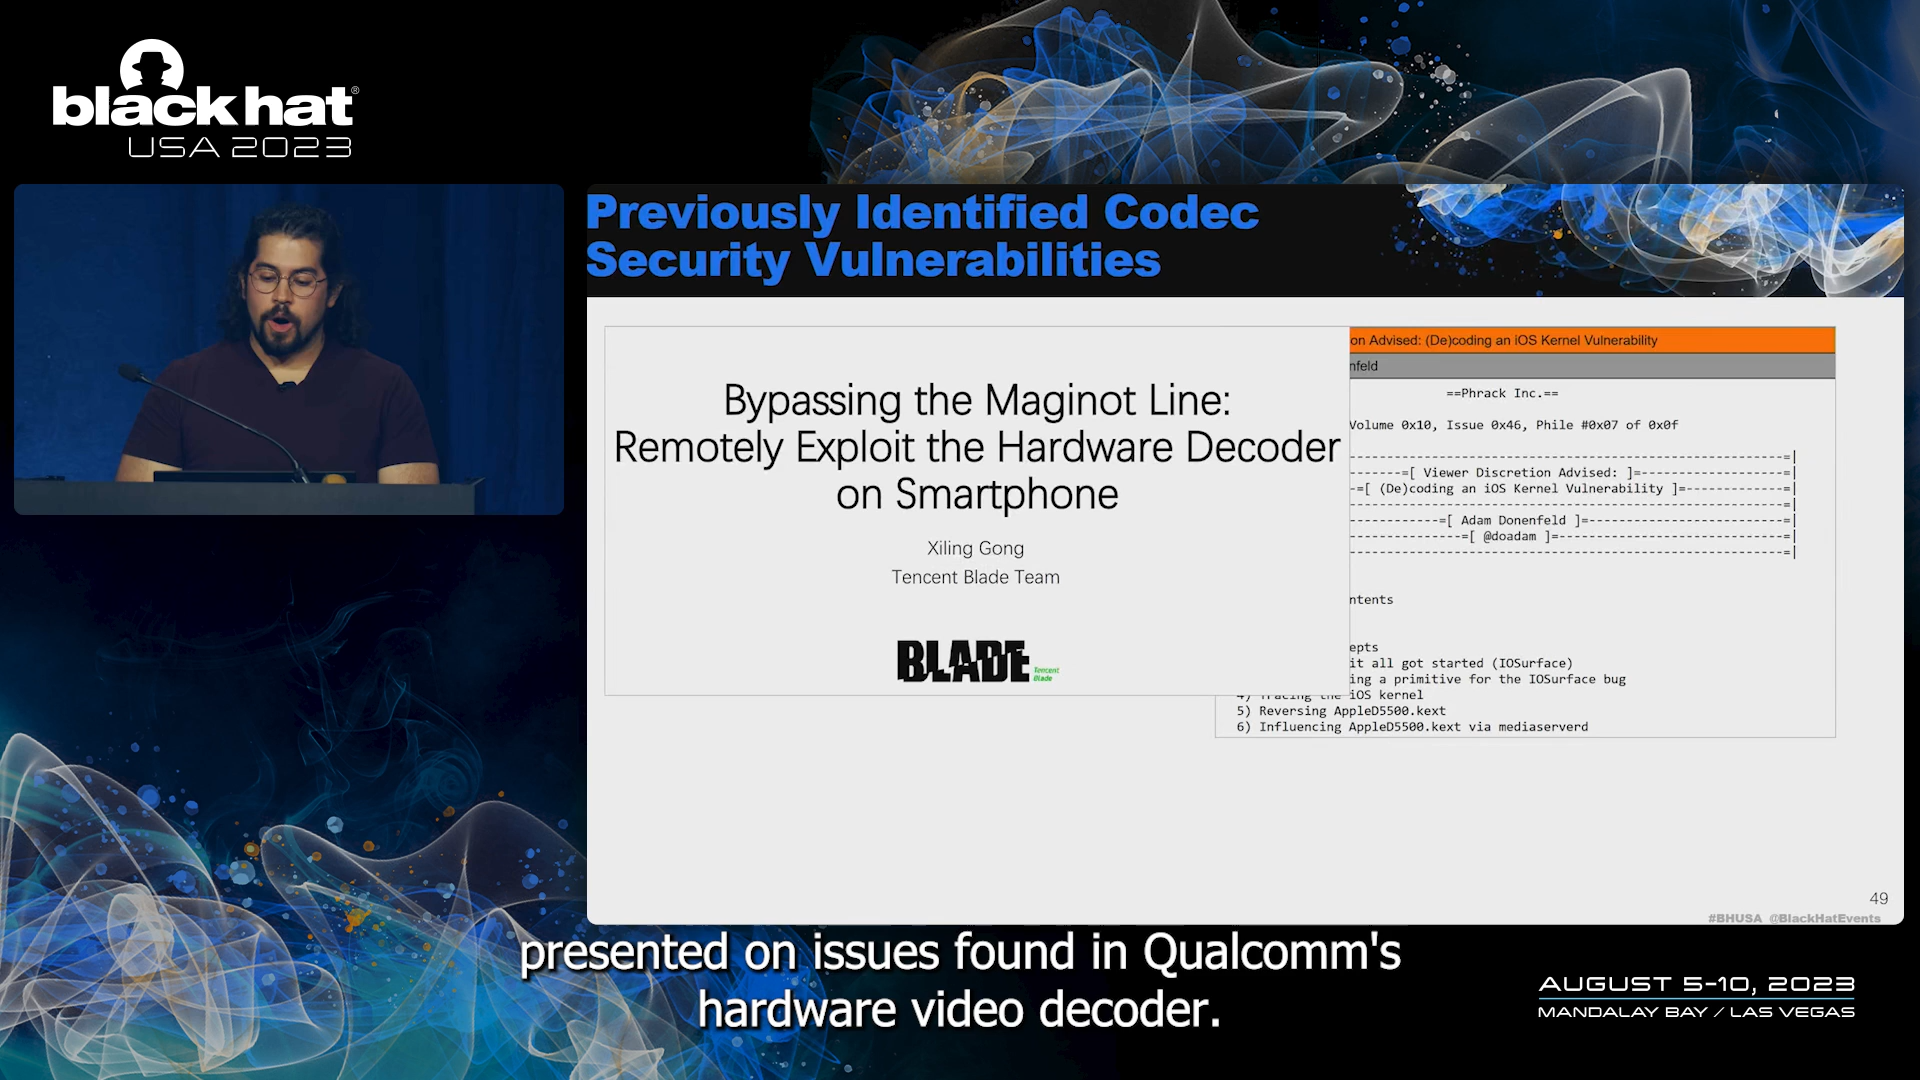 blackhat®
USA 2023
Previously Identified Codec
Security Vulnerabilities
Bypassing the Maginot Line:
Remotely Exploit the Hardware Decoder
on Smartphone
Xiling Gong
Tencent Blade Team
BLADE
Tencent
Blade
on Advised: (De)coding an iOS Kernel Vulnerability
nfeld
==Phrack Inc.==
Volume 0x10, Issue 0x46, Phile #0x07 of 0x0f
-----------------------------------------------------------=|
-------=[ Viewer Discretion Advised: ]=--------------------=|
-=[ (De)coding an iOS Kernel Vulnerability ]=-------------=|
-----------------------------------------------------------=|
------------=[ Adam Donenfeld ]=--------------------------=|
---------------=[ @doadam ]=------------------------------=|
-----------------------------------------------------------=|
ntents
epts
it all got started (IOSurface)
ing a primitive for the IOSurface bug
4) Tracing the iOS kernel
5) Reversing AppleD5500.kext
6) Influencing AppleD5500.kext via mediaserverd
49
#BHUSA @BlackHatEvents
presented on issues found in Qualcomm's
hardware video decoder.
AUGUST 5-10, 2023
MANDALAY BAY / LAS VEGAS